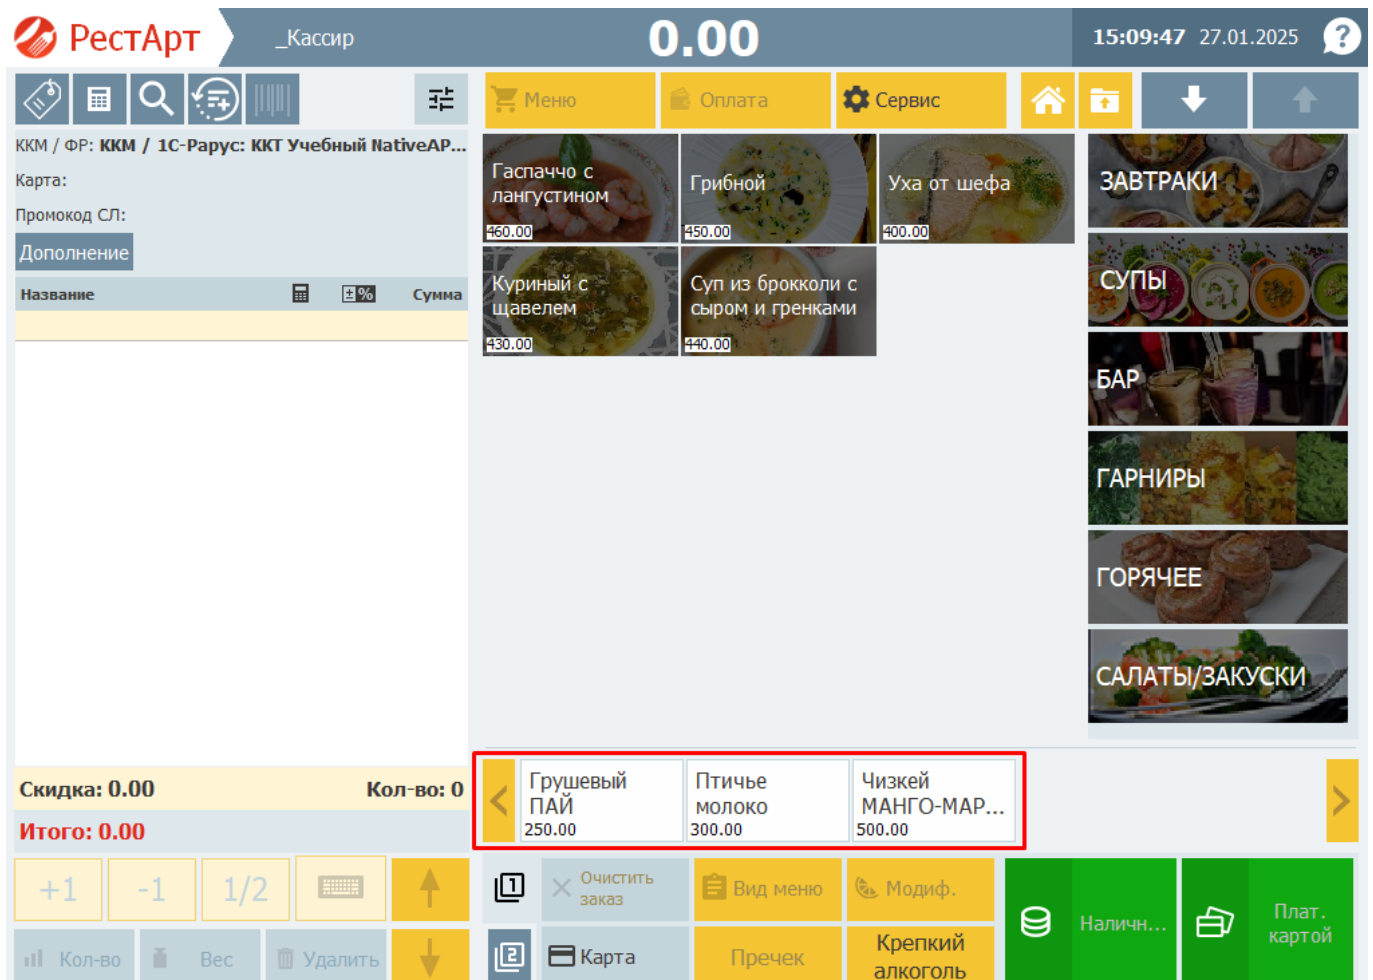 РестАрт
_Кассир
0.00
15:09:47 27.01.2025
?
Меню
Оплата
Сервис
ККМ / ФР: ККМ / 1С-Рарус: ККТ Учебный NativeAP...
Карта:
Промокод СЛ:
Дополнение
Название
±%
Сумма
Гаспаччо с
лангустином
460.00
Грибной
450.00
Уха от шефа
400.00
Куриный с
щавелем
430.00
Суп из брокколи с
сыром и гренками
440.00
ЗАВТРАКИ
СУПЫ
БАР
ГАРНИРЫ
ГОРЯЧЕЕ
САЛАТЫ/ЗАКУСКИ
Скидка: 0.00
Кол-во: 0
Итого: 0.00
Грушевый
ПАЙ
250.00
Птичье
молоко
300.00
Чизкей
МАНГО-МАР...
500.00
+1
-1
1/2
Кол-во
Вес
Удалить
1
Очистить
заказ
Вид меню
Модиф.
2
Карта
Пречек
Крепкий
алкоголь
Наличн...
Плат.
картой